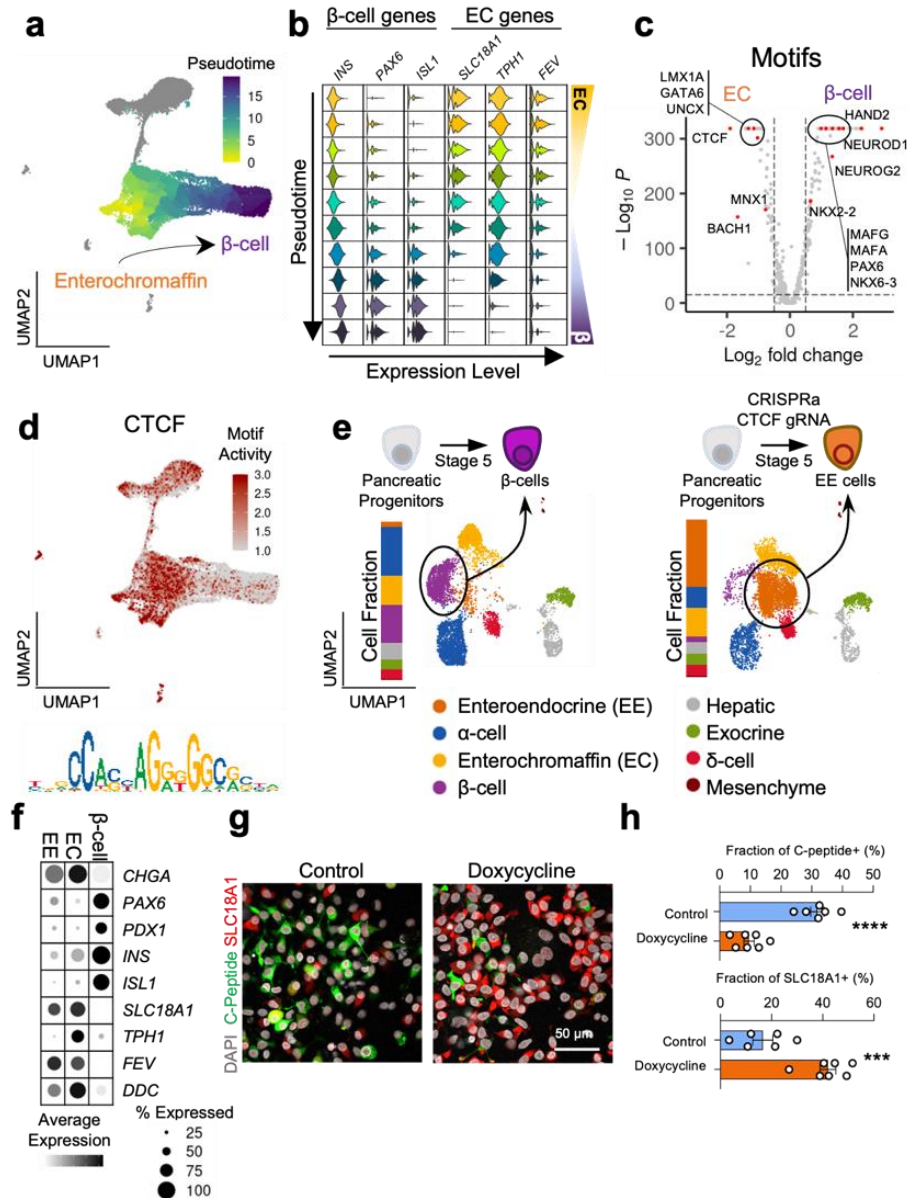 a
Pseudotime
15
10
5
0
Enterochromaffin
β-cell
UMAP2
UMAP1
b
β-cell genes
EC genes
INS
PAX6
ISL1
SLC18A1
TPH1
FEV
Pseudotime
EC
β
Expression Level
c
Motifs
LMX1A
GATA6
UNCX
EC
β-cell
HAND2
NEUROD1
CTCF
NEUROG2
MNX1
NKX2-2
BACH1
MAFG
MAFA
PAX6
NKX6-3
– Log10 P
300
200
100
0
-2
0
2
Log2 fold change
d
CTCF
Motif
Activity
3.0
2.5
2.0
1.5
1.0
UMAP2
UMAP1
e
Pancreatic
Progenitors
Stage 5
β-cells
CRISPRa
CTCF gRNA
Pancreatic
Progenitors
Stage 5
EE cells
Cell Fraction
Cell Fraction
UMAP2
UMAP1
Enteroendocrine (EE)
α-cell
Enterochromaffin (EC)
β-cell
Hepatic
Exocrine
δ-cell
Mesenchyme
f
EE
EC
β-cell
CHGA
PAX6
PDX1
INS
ISL1
SLC18A1
TPH1
FEV
DDC
Average
Expression
% Expressed
25
50
75
100
g
Control
Doxycycline
DAPI C-Peptide SLC18A1
50 µm
h
Fraction of C-peptide+ (%)
0 10 20 30 40 50
Control
Doxycycline
****
Fraction of SLC18A1+ (%)
0 20 40 60
Control
Doxycycline
***